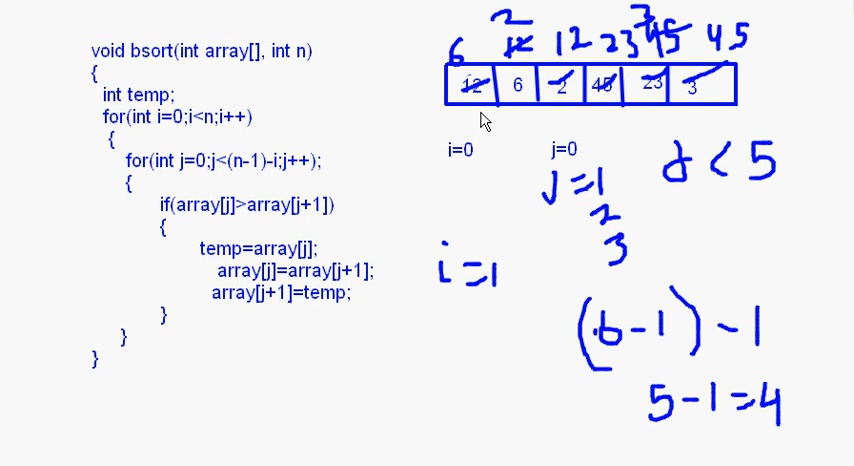 void bsort(int array[], int n)
{
int temp;
for(int i=0;i<n;i++)
{
for(int j=0;j<(n-1)-i;j++);
{
if(array[j]>array[j+1])
{
temp=array[j];
array[j]=array[j+1];
array[j+1]=temp;
}
}
}
2 3
6 12 12 23 45 45
12 6 2 45 23 3
i=0 j=0
j=1 j<5
2
3
i=1
(6-1)-1
5-1=4